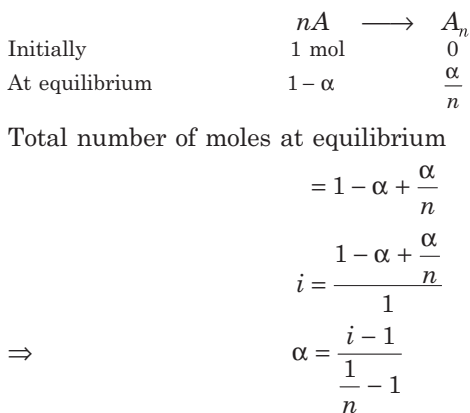 nA ⟶ Aₙ
Initially 1 mol 0
At equilibrium 1 – α α/n
Total number of moles at equilibrium
= 1 – α + α/n
i = (1 – α + α/n)/1
⇒ α = (i – 1)/(1/n – 1)